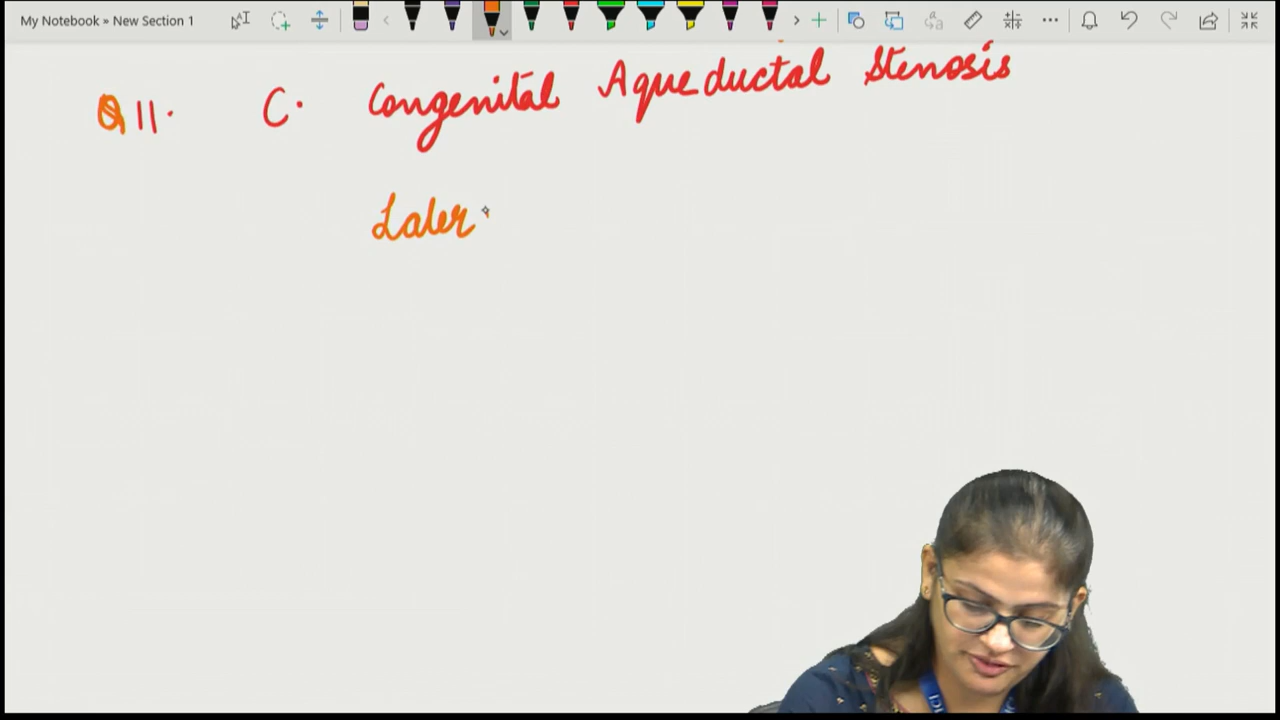 My Notebook » New Section 1
Q11. C. Congenital Aqueductal Stenosis
Later